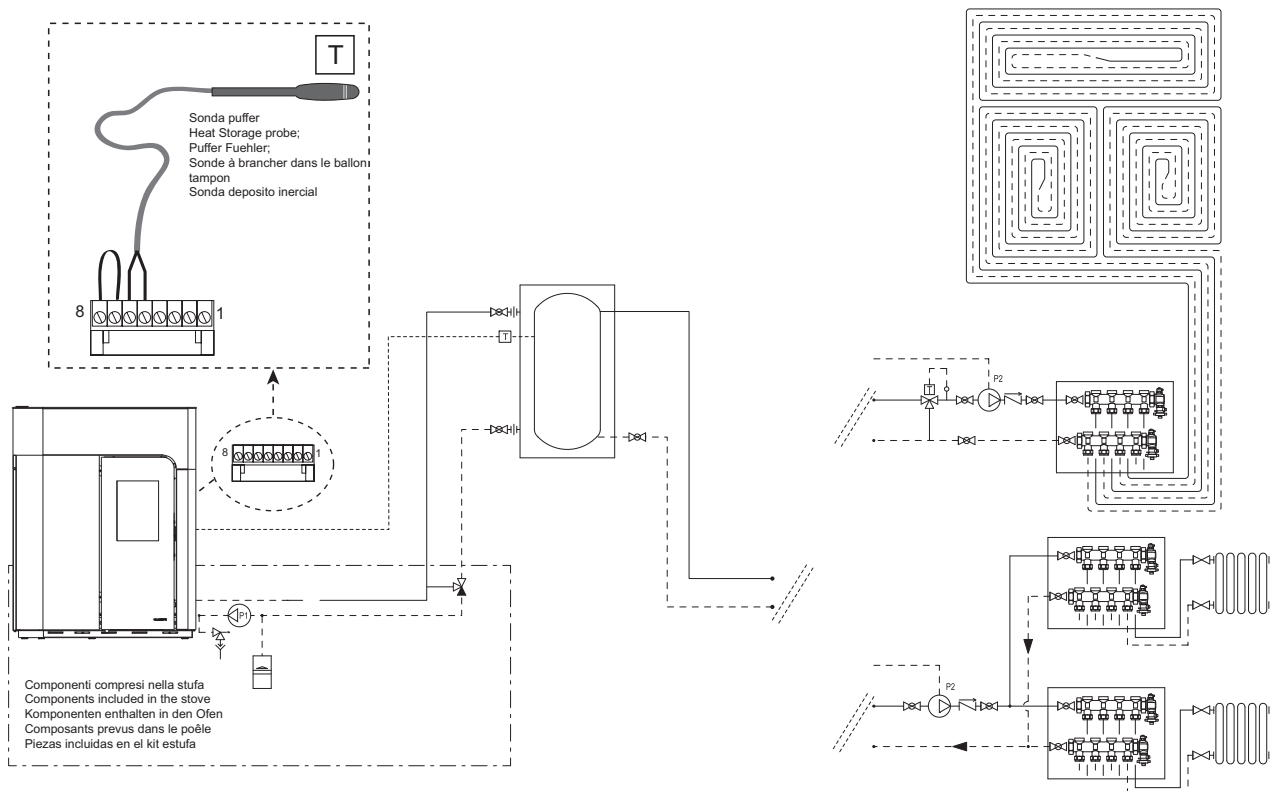 T
Sonda puffer
Heat Storage probe;
Puffer Fuehler;
Sonde à brancher dans le ballon
tampon
Sonda deposito inercial
8 1
T
8 1
P1
T
P2
P2
Componenti compresi nella stufa
Components included in the stove
Komponenten enthalten in den Ofen
Composants prevus dans le poêle
Piezas incluidas en el kit estufa